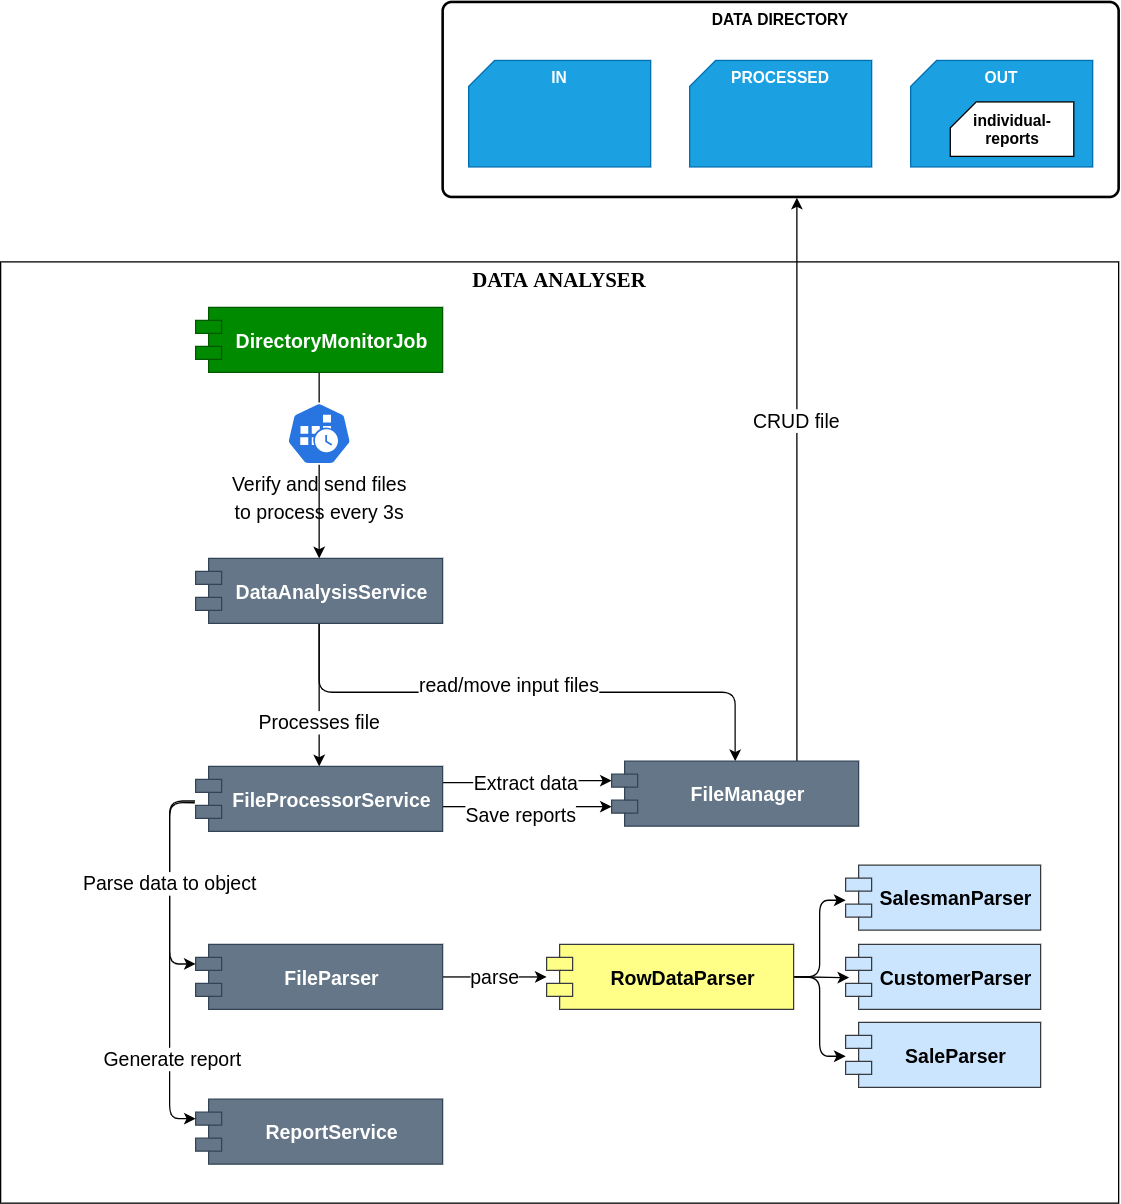 DATA DIRECTORY
IN
PROCESSED
OUT
individual-
reports
DATA ANALYSER
DirectoryMonitorJob
CRUD file
Verify and send files
to process every 3s
DataAnalysisService
read/move input files
Processes file
FileProcessorService
Extract data
Save reports
FileManager
Parse data to object
SalesmanParser
FileParser
parse
RowDataParser
CustomerParser
SaleParser
Generate report
ReportService